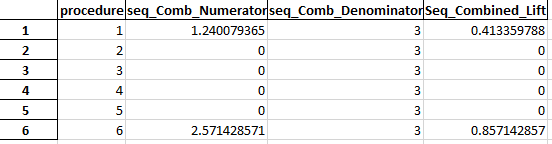 procedure seq_Comb_Numerator seq_Comb_Denominator Seq_Combined_Lift
1 1 1.240079365 3 0.413359788
2 2 0 3 0
3 3 0 3 0
4 4 0 3 0
5 5 0 3 0
6 6 2.571428571 3 0.857142857